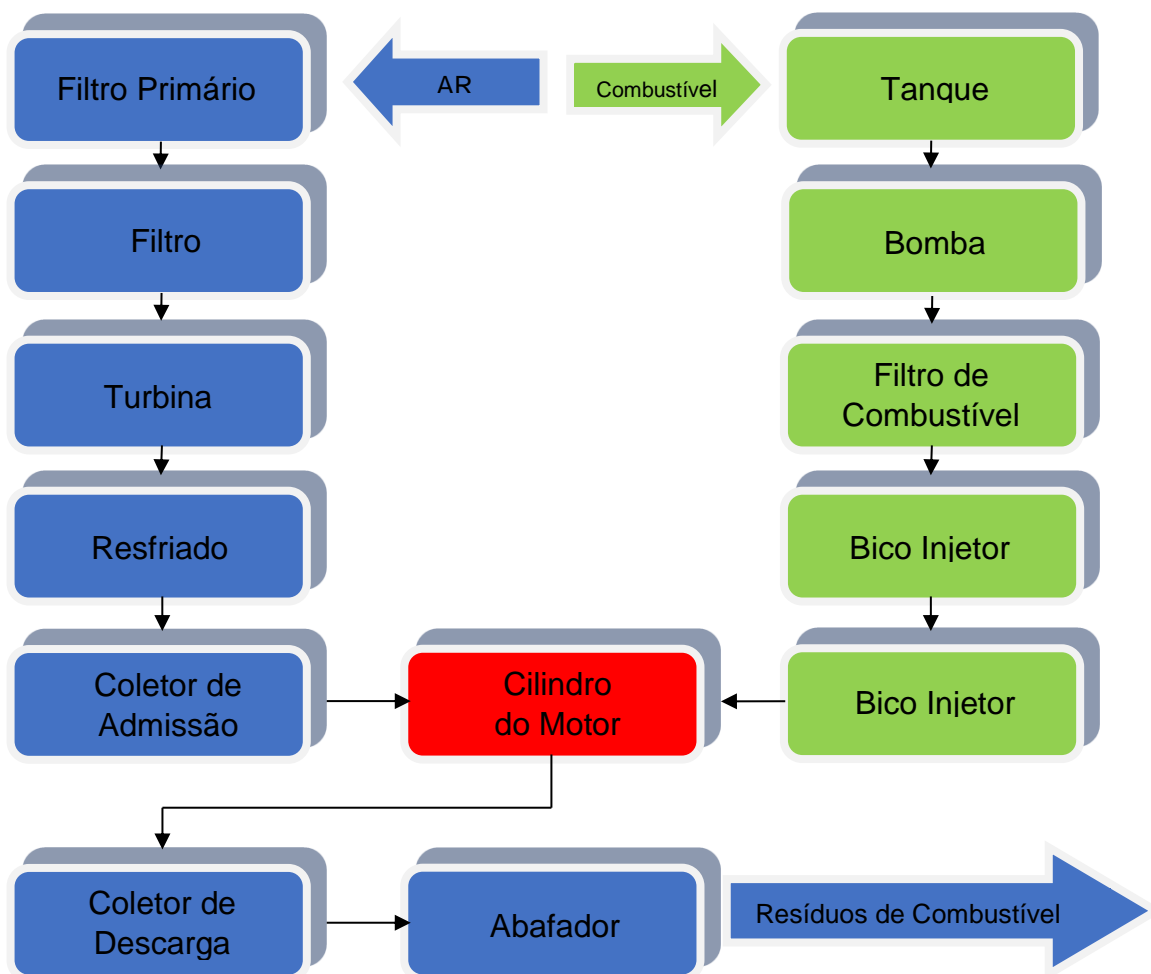 Filtro Primário
AR
Combustível
Tanque
Filtro
Bomba
Turbina
Filtro de
Combustível
Resfriado
Bico Injetor
Coletor de
Admissão
Cilindro
do Motor
Bico Injetor
Coletor de
Descarga
Abafador
Resíduos de Combustível